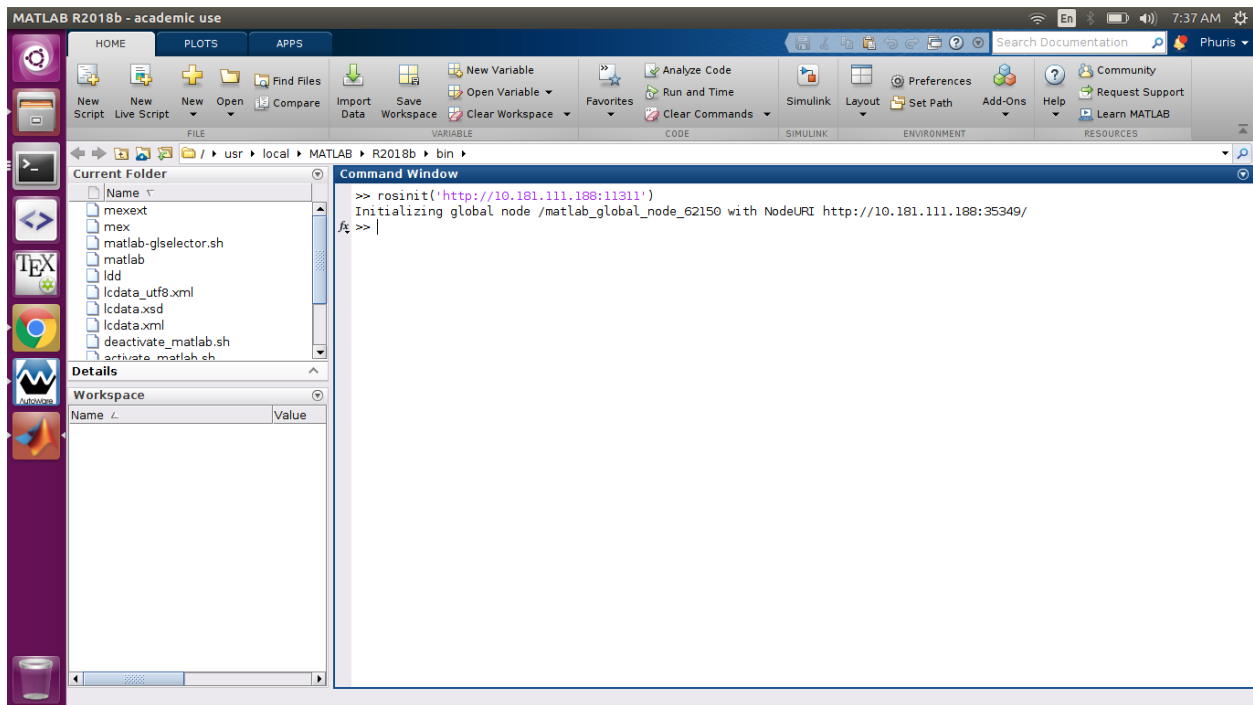 MATLAB R2018b - academic use
En
7:37 AM
HOME
PLOTS
APPS
Search Documentation
Phuris
New Script
New Live Script
New
Open
Find Files
Compare
FILE
Import Data
Save Workspace
New Variable
Open Variable
Clear Workspace
VARIABLE
Favorites
Analyze Code
Run and Time
Clear Commands
CODE
Simulink
SIMULINK
Layout
Preferences
Set Path
Add-Ons
ENVIRONMENT
Help
Community
Request Support
Learn MATLAB
RESOURCES
/ usr local MATLAB R2018b bin
Current Folder
Name
mexext
mex
matlab-glselector.sh
matlab
ldd
lcdata_utf8.xml
lcdata.xsd
lcdata.xml
deactivate_matlab.sh
activate_matlab.sh
Details
Workspace
Name
Value
Command Window
>> rosinit('http://10.181.111.188:11311')
Initializing global node /matlab_global_node_62150 with NodeURI http://10.181.111.188:35349/
fx >>
TEX
AutoWare